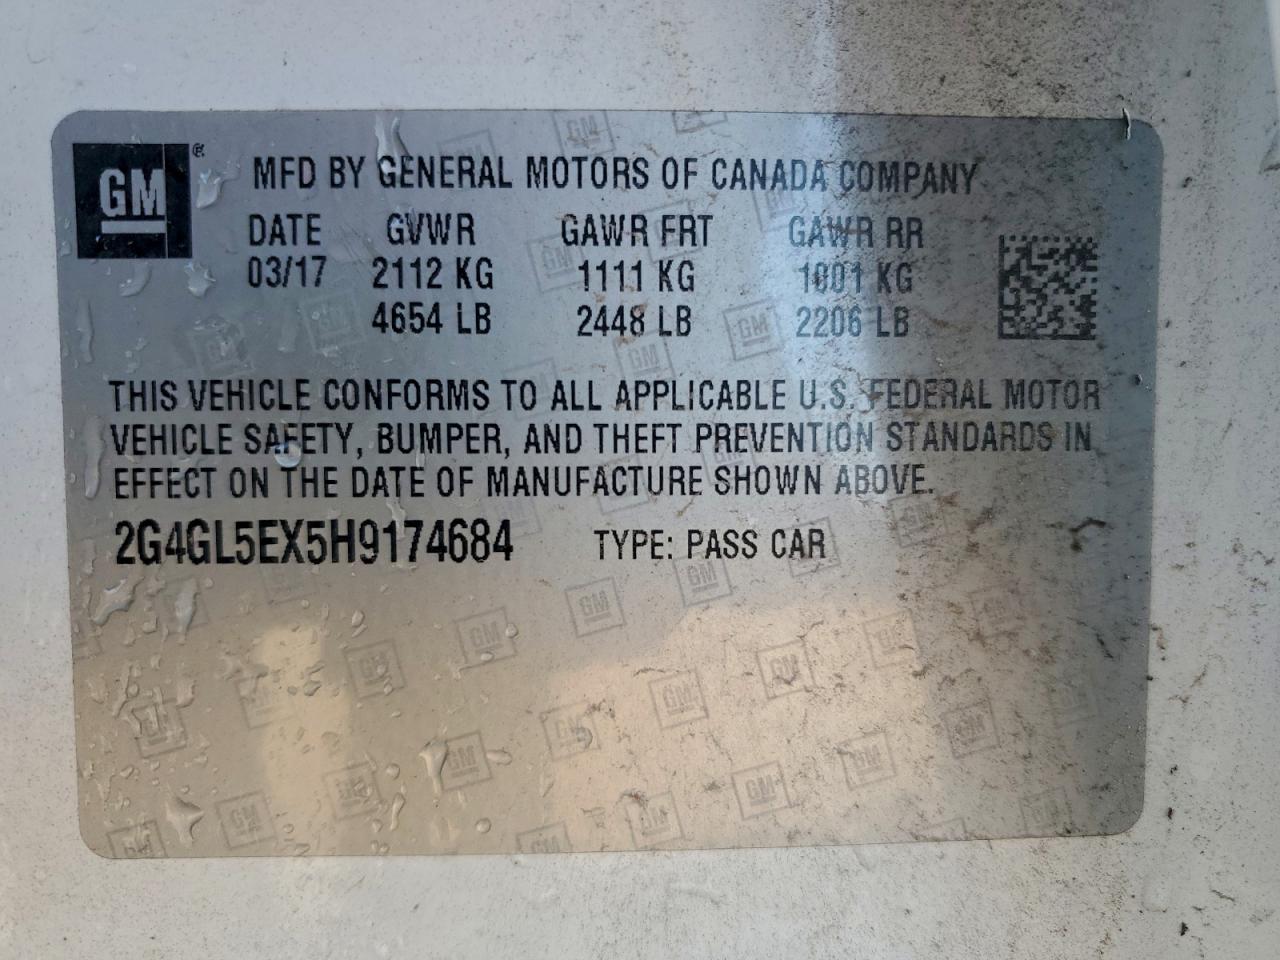 GM ®
MFD BY GENERAL MOTORS OF CANADA COMPANY
DATE GVWR GAWR FRT GAWR RR
03/17 2112 KG 1111 KG 1001 KG
4654 LB 2448 LB 2206 LB
THIS VEHICLE CONFORMS TO ALL APPLICABLE U.S. FEDERAL MOTOR
VEHICLE SAFETY, BUMPER, AND THEFT PREVENTION STANDARDS IN
EFFECT ON THE DATE OF MANUFACTURE SHOWN ABOVE.
2G4GL5EX5H9174684 TYPE: PASS CAR